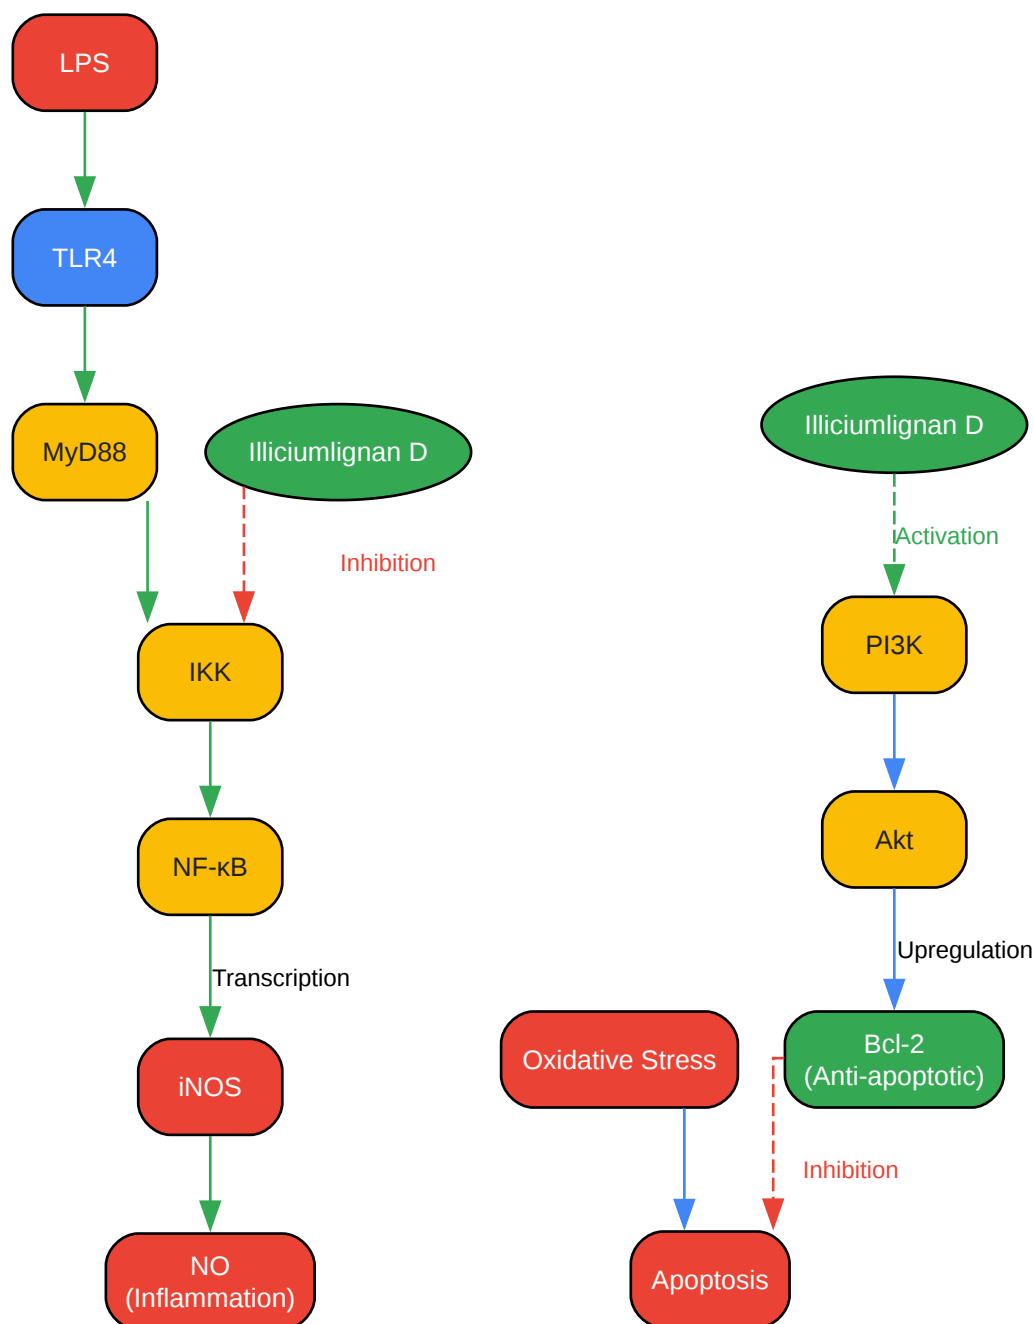 LPS
TLR4
MyD88
Illiciumlignan D
Inhibition
IKK
NF-κB
Transcription
iNOS
NO
(Inflammation)
Illiciumlignan D
Activation
PI3K
Akt
Upregulation
Oxidative Stress
Bcl-2
(Anti-apoptotic)
Inhibition
Apoptosis